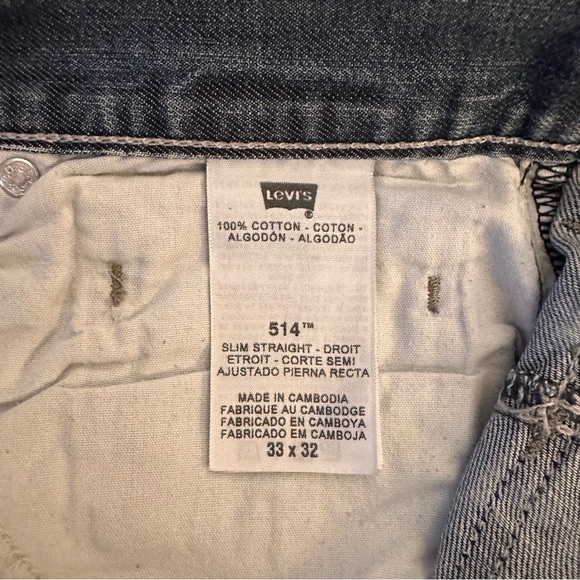 LEVI'S
®
100% COTTON - COTON -
ALGODÓN - ALGODÃO
514™
SLIM STRAIGHT - DROIT
ETROIT - CORTE SEMI
AJUSTADO PIERNA RECTA
MADE IN CAMBODIA
FABRIQUE AU CAMBODGE
FABRICADO EN CAMBOYA
FABRICADO EM CAMBOJA
33 x 32